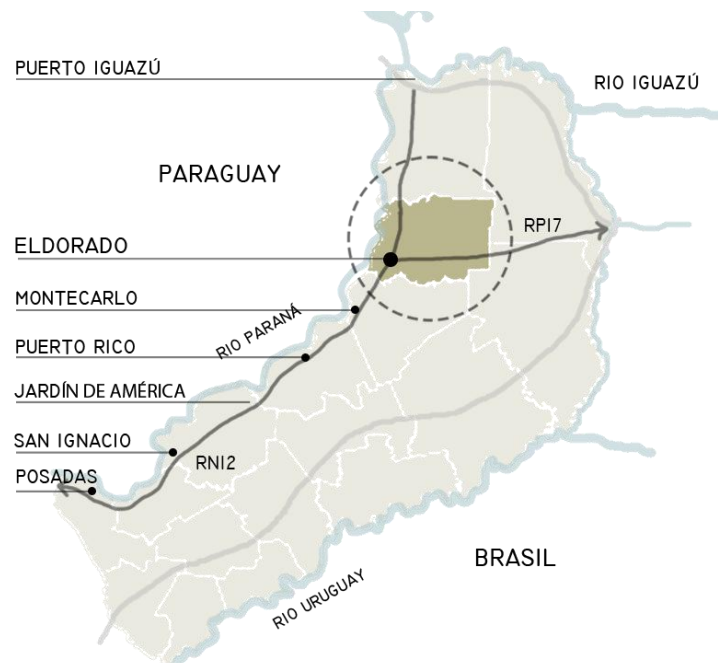 PUERTO IGUAZÚ
RIO IGUAZÚ
PARAGUAY
RP17
ELDORADO
MONTECARLO
RIO PARANÁ
PUERTO RICO
JARDÍN DE AMÉRICA
SAN IGNACIO
RN12
POSADAS
BRASIL
RIO URUGUAY